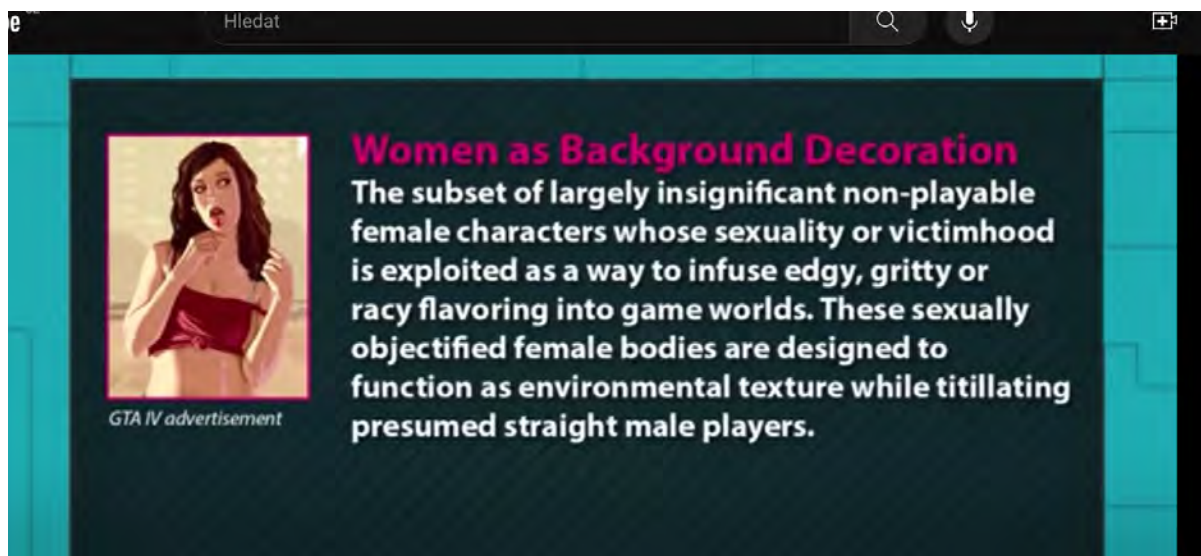 Hledat
Women as Background Decoration
The subset of largely insignificant non-playable
female characters whose sexuality or victimhood
is exploited as a way to infuse edgy, gritty or
racy flavoring into game worlds. These sexually
objectified female bodies are designed to
function as environmental texture while titillating
presumed straight male players.
GTA IV advertisement